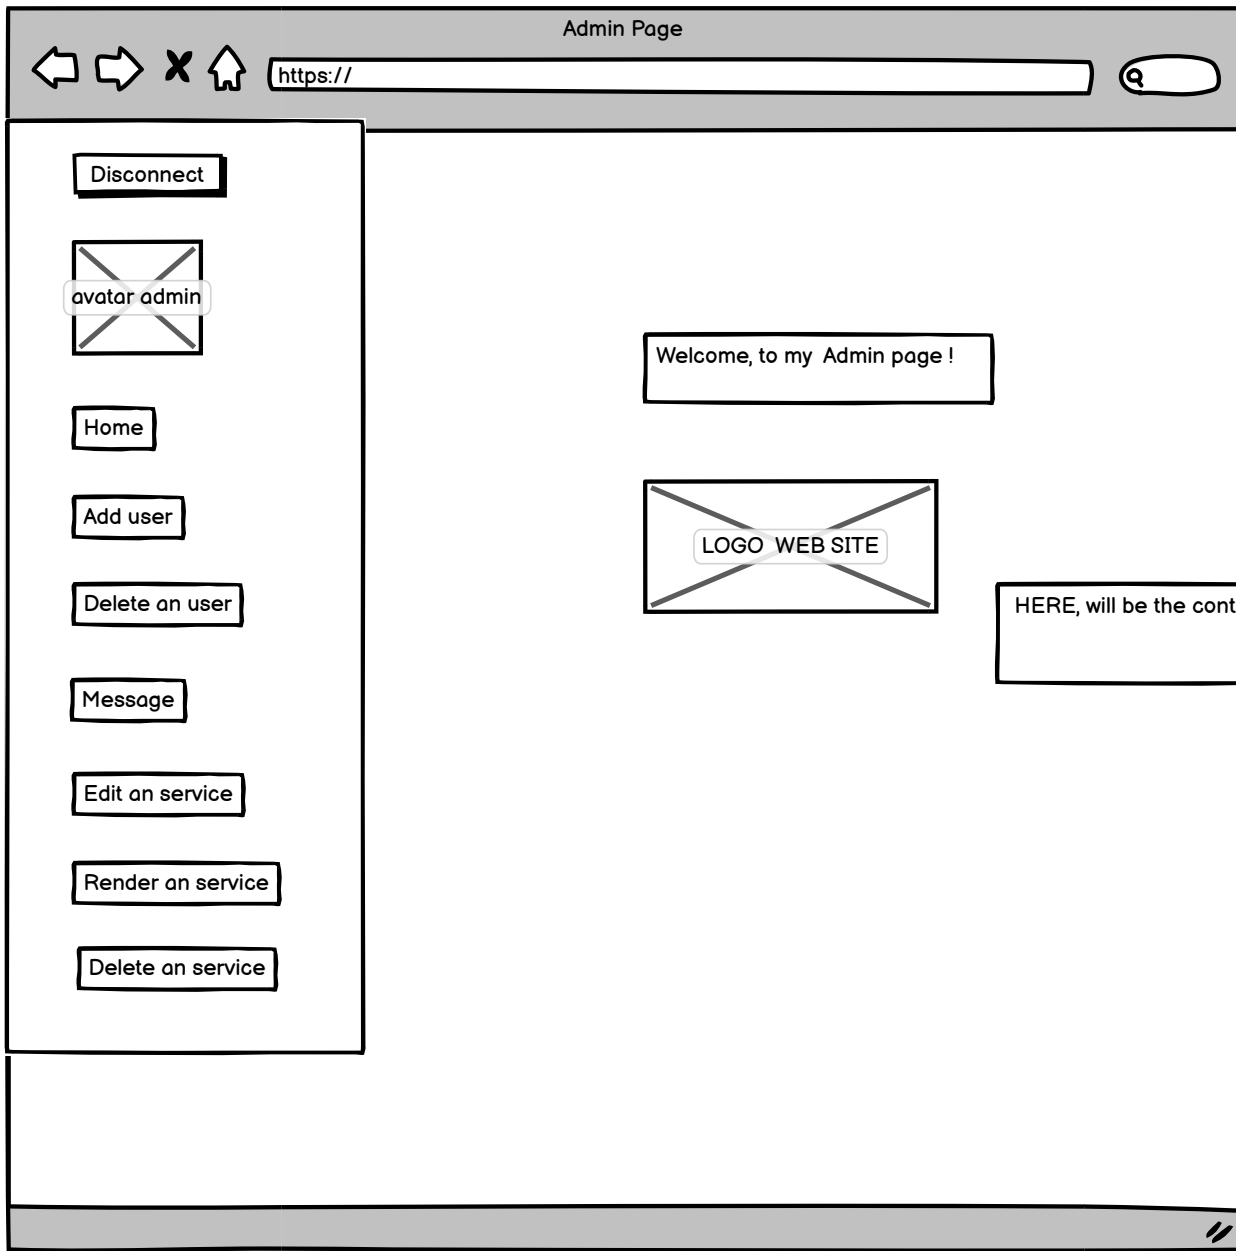 Admin Page
https://
Disconnect
avatar admin
Home
Add user
Delete an user
Message
Edit an service
Render an service
Delete an service
Welcome, to my  Admin page !
LOGO  WEB SITE
HERE, will be the cont